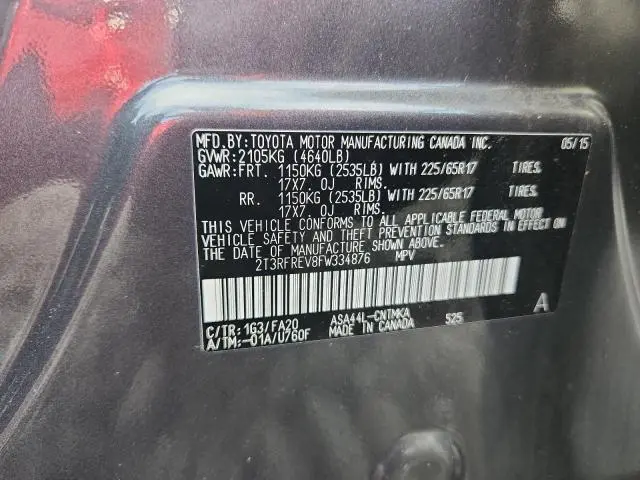 MFD.BY:TOYOTA MOTOR MANUFACTURING CANADA INC. 05/15
GVWR:2105KG (4640LB)
GAWR:FRT. 1150KG (2535LB) WITH 225/65R17 TIRES,
17X7.0J RIMS.
RR. 1150KG (2535LB) WITH 225/65R17 TIRES,
17X7.0J RIMS.
THIS VEHICLE CONFORMS TO ALL APPLICABLE FEDERAL MOTOR
VEHICLE SAFETY AND THEFT PREVENTION STANDARDS IN EFFECT ON
THE DATE OF MANUFACTURE SHOWN ABOVE.
2T3RFREV8FW334876 MPV
C/TR:1G3/FA20 ASA44L-CNTMKA 525 A
A/TM:-01A/U760F MADE IN CANADA